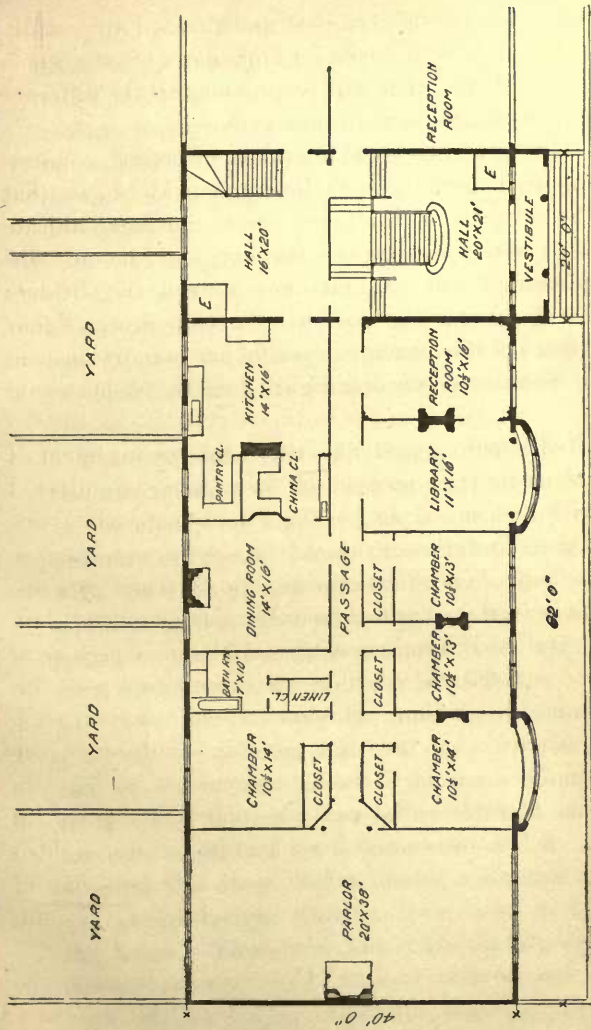 YARD
YARD
YARD
YARD
BATH RM
7'X10'
PANTRY CL
CHAMBER
10½'X14'
LINEN CL.
DINING ROOM
14'X16'
KITCHEN
14'X16'
E
HALL
16'X20'
CHINA CL
CLOSET
PARLOR
20'X38'
PASSAGE
CLOSET
CLOSET
CLOSET
CHAMBER
10½'X14'
CHAMBER
10½'X13'
CHAMBER
10½'X13'
LIBRARY
11'X16'
RECEPTION
ROOM
10½'X16'
HALL
20'X21'
E
RECEPTION
ROOM
VESTIBULE
40' 0"
82' 0"
20'-0"